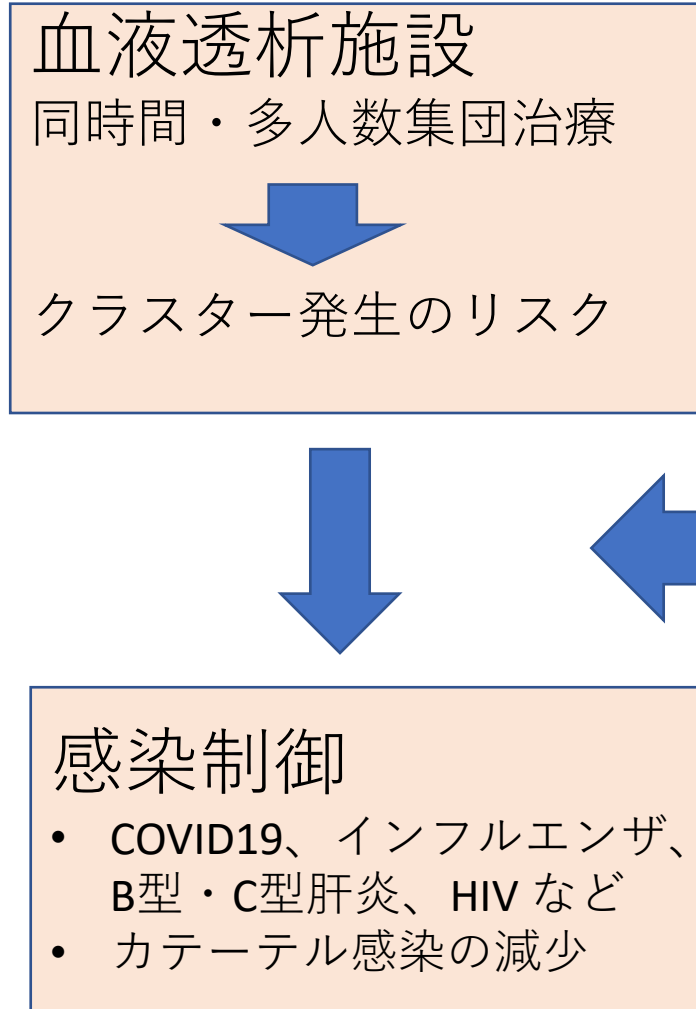 血液透析施設
同時間・多人数集団治療
クラスター発生のリスク
感染制御
• COVID19、インフルエンザ、
B型・C型肝炎、HIV など
• カテーテル感染の減少